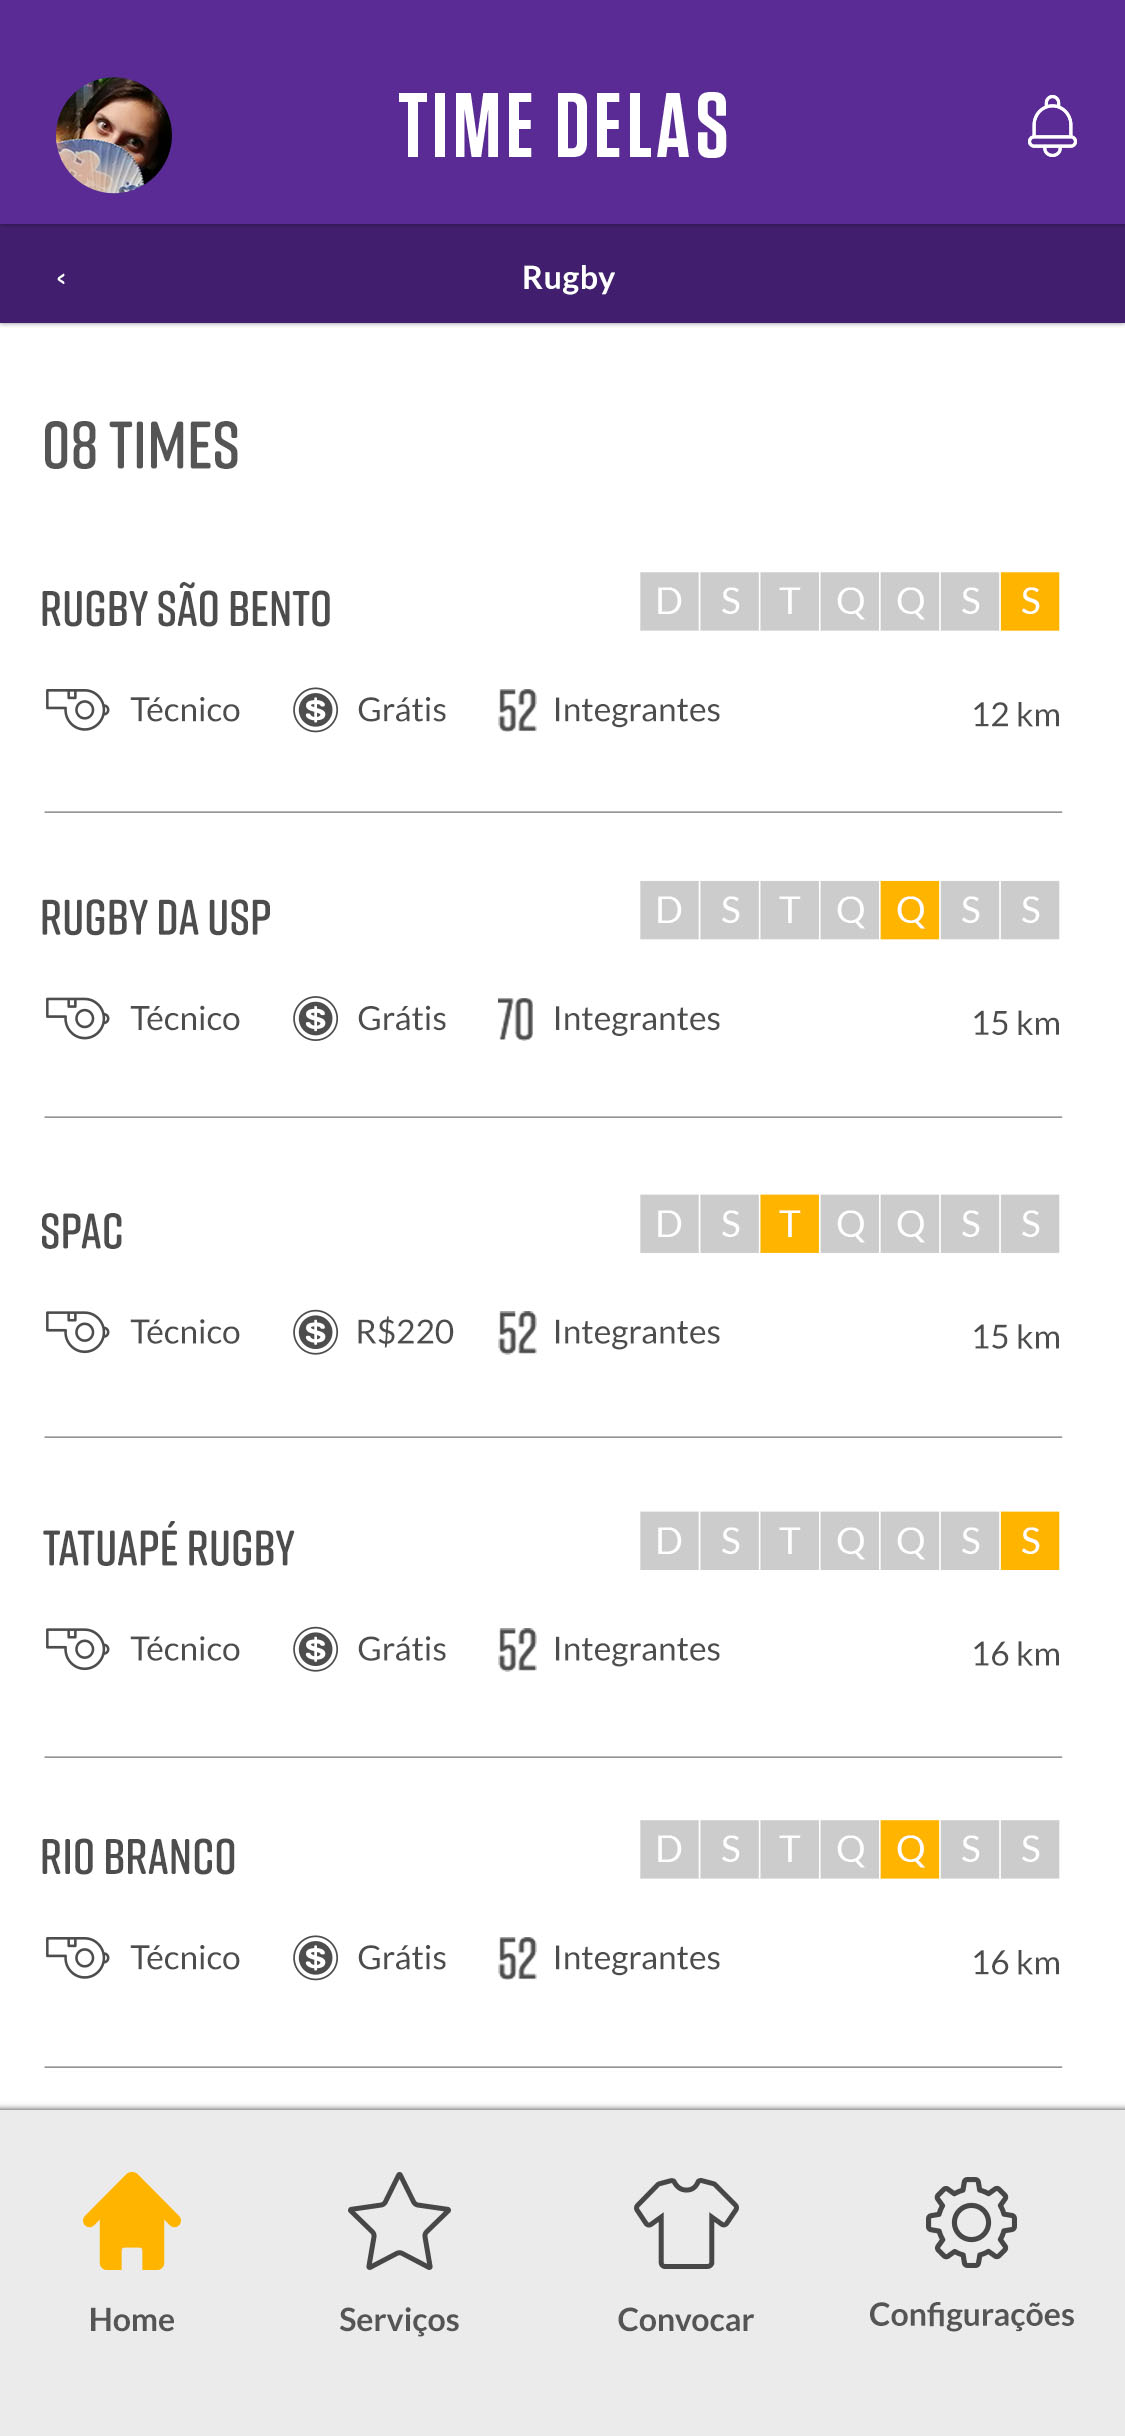 TIME DELAS
< Rugby
08 TIMES
RUGBY SÃO BENTO D S T Q Q S S
Técnico $ Grátis 52 Integrantes 12 km
RUGBY DA USP D S T Q Q S S
Técnico $ Grátis 70 Integrantes 15 km
SPAC D S T Q Q S S
Técnico $ R$220 52 Integrantes 15 km
TATUAPÉ RUGBY D S T Q Q S S
Técnico $ Grátis 52 Integrantes 16 km
RIO BRANCO D S T Q Q S S
Técnico $ Grátis 52 Integrantes 16 km
Home Serviços Convocar Configurações